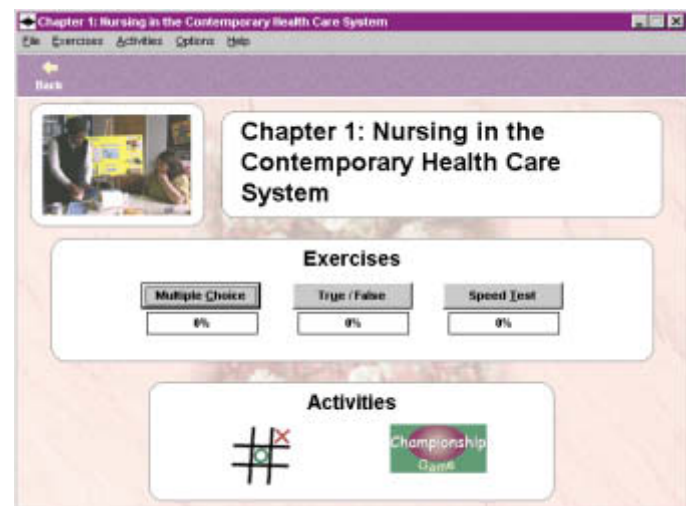 Chapter 1: Nursing in the Contemporary Health Care System
File Exercises Activities Options Help
Back
Chapter 1: Nursing in the
Contemporary Health Care
System
Exercises
Multiple Choice True / False Speed Test
0% 0% 0%
Activities
Championship
Game